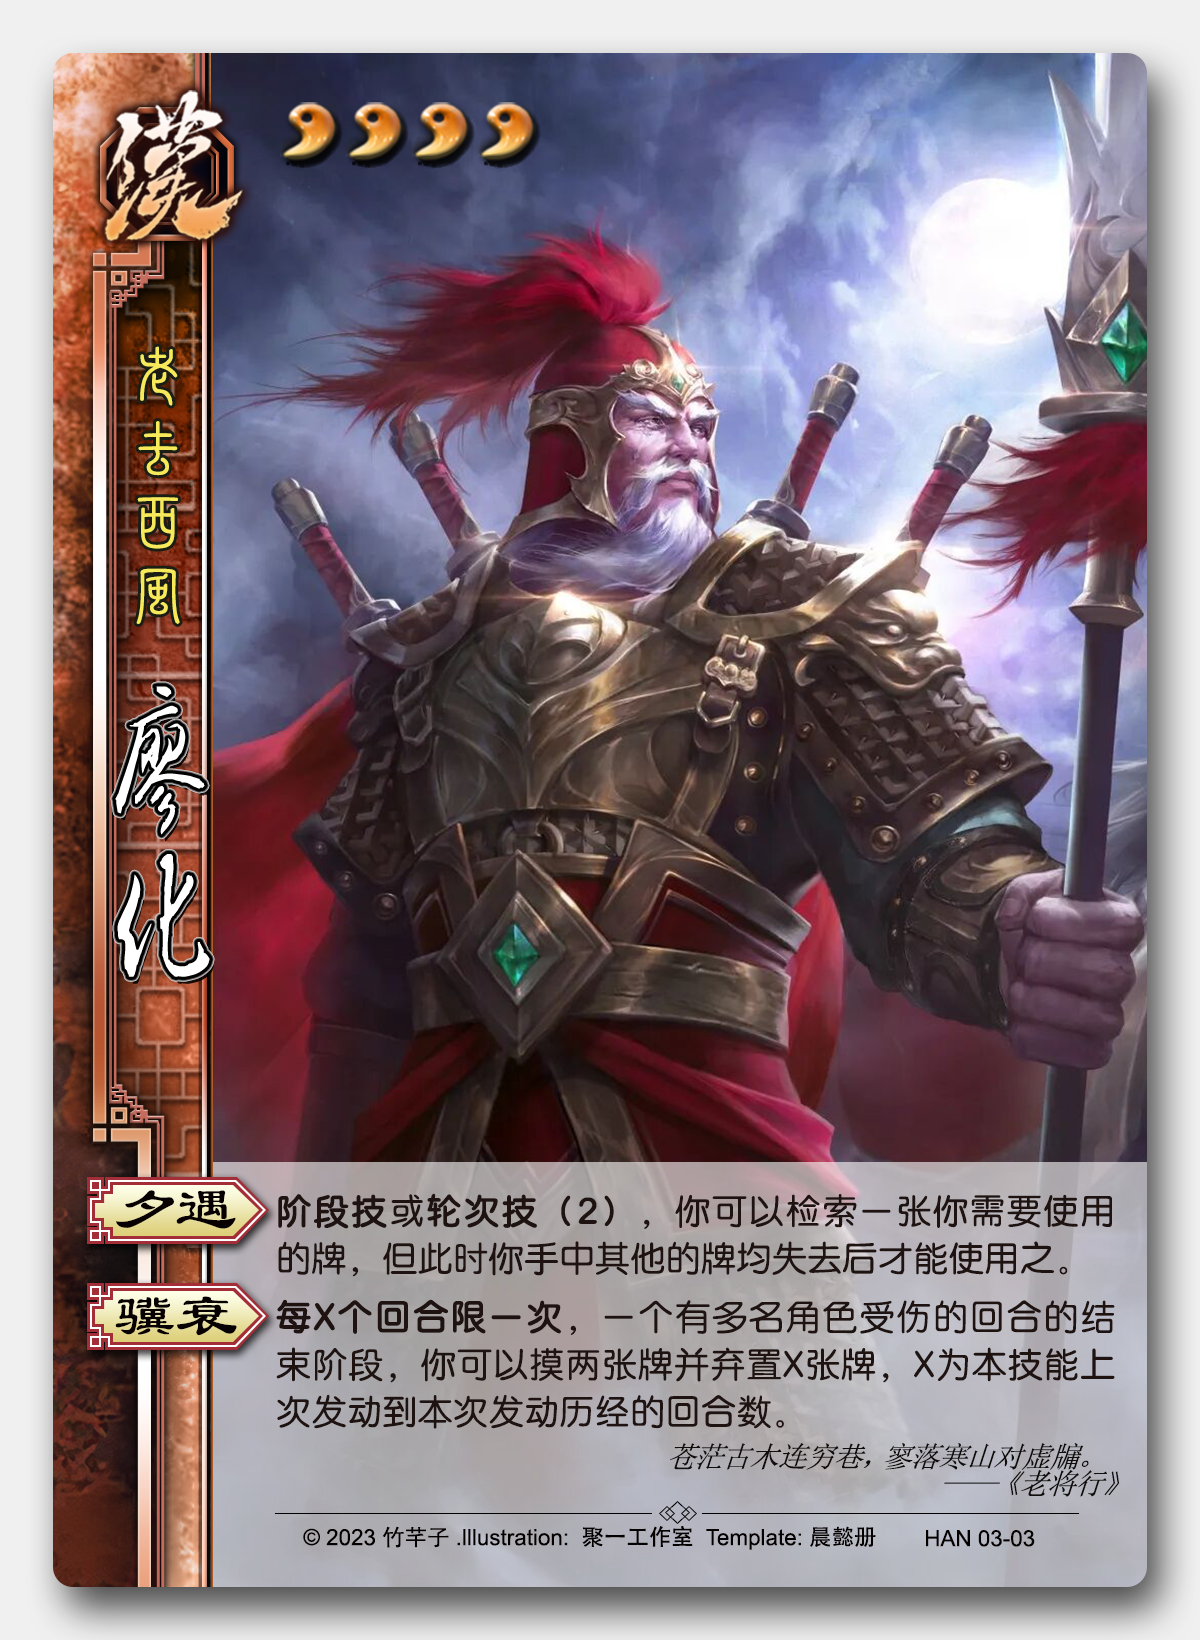 漢
老去西風
廖化
夕遇
阶段技或轮次技（2），你可以检索一张你需要使用
的牌，但此时你手中其他的牌均失去后才能使用之。
骥衰
每X个回合限一次，一个有多名角色受伤的回合的结
束阶段，你可以摸两张牌并弃置X张牌，X为本技能上
次发动到本次发动历经的回合数。
苍茫古木连穷巷，寥落寒山对虚牖。
——《老将行》
© 2023 竹芊子 .Illustration: 聚一工作室 Template: 晨懿册 HAN 03-03